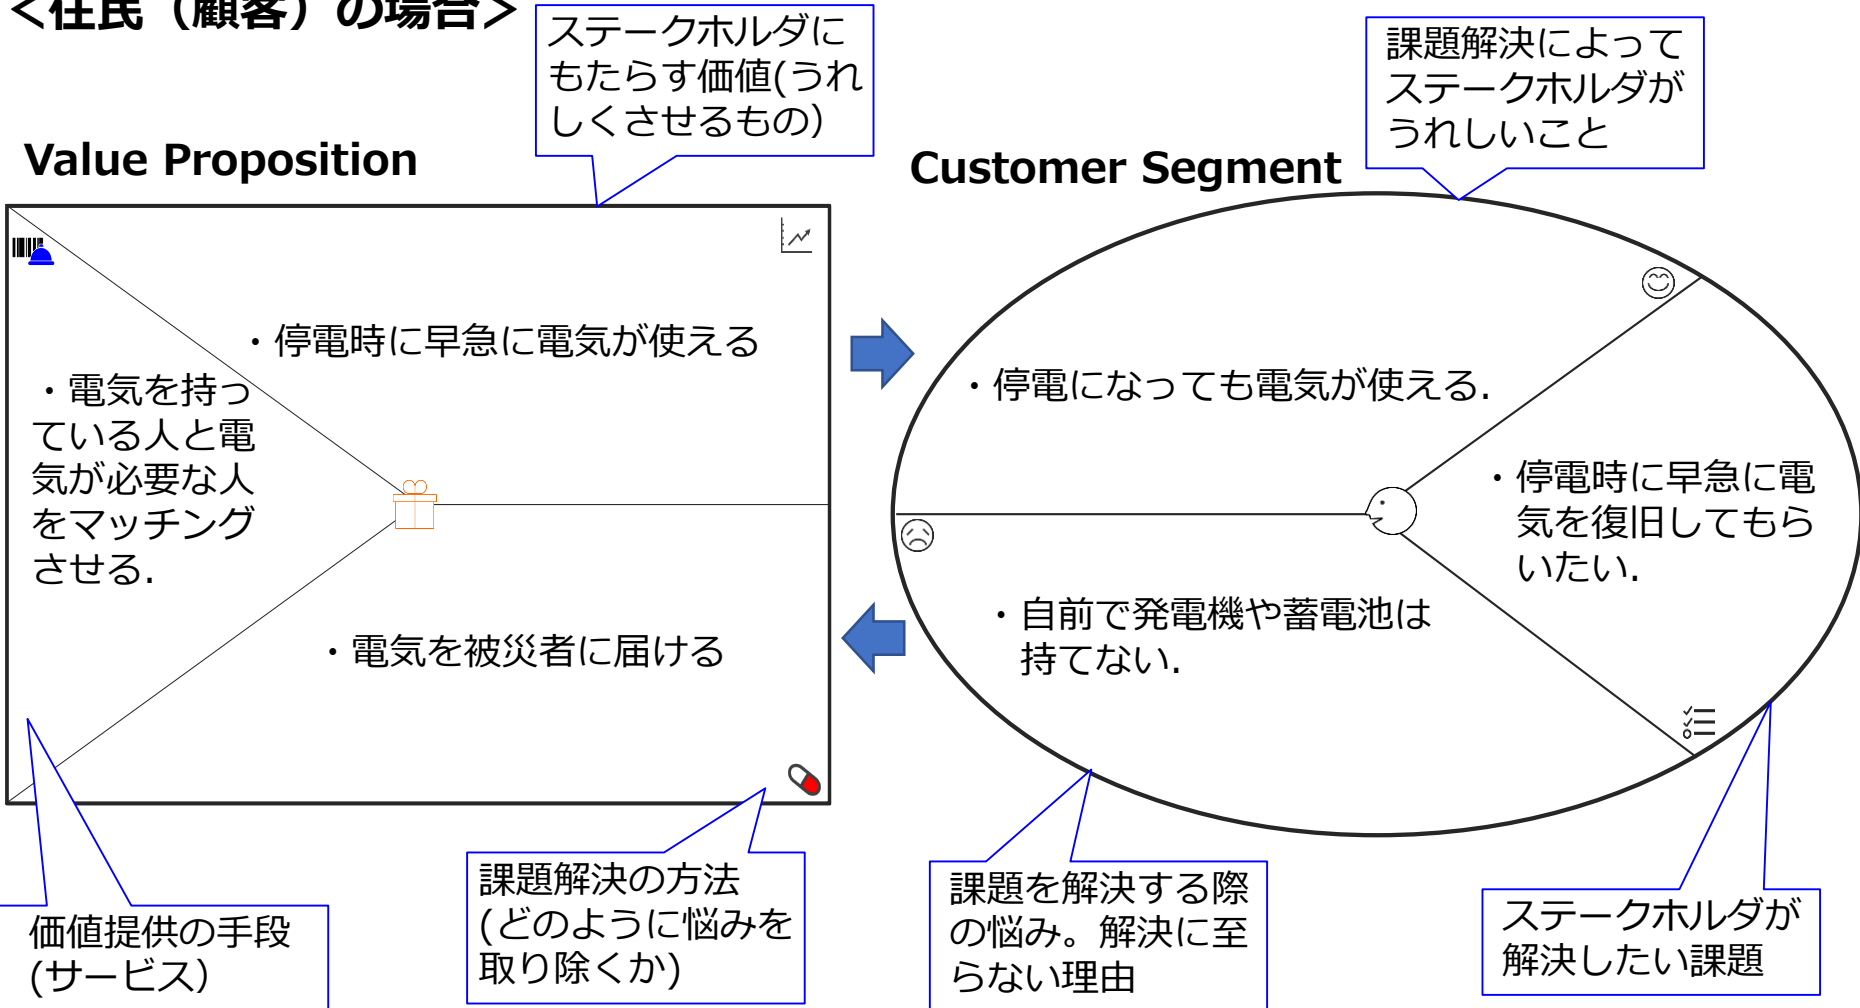 <住民（顧客）の場合>
ステークホルダに
もたらす価値(うれ
しくさせるもの）
課題解決によって
ステークホルダが
うれしいこと
Value Proposition
Customer Segment
・停電時に早急に電気が使える
・電気を持っ
ている人と電
気が必要な人
をマッチング
させる.
・電気を被災者に届ける
・停電になっても電気が使える.
・停電時に早急に電
気を復旧してもら
いたい.
・自前で発電機や蓄電池は
持てない.
価値提供の手段
(サービス）
課題解決の方法
(どのように悩みを
取り除くか)
課題を解決する際
の悩み。解決に至
らない理由
ステークホルダが
解決したい課題